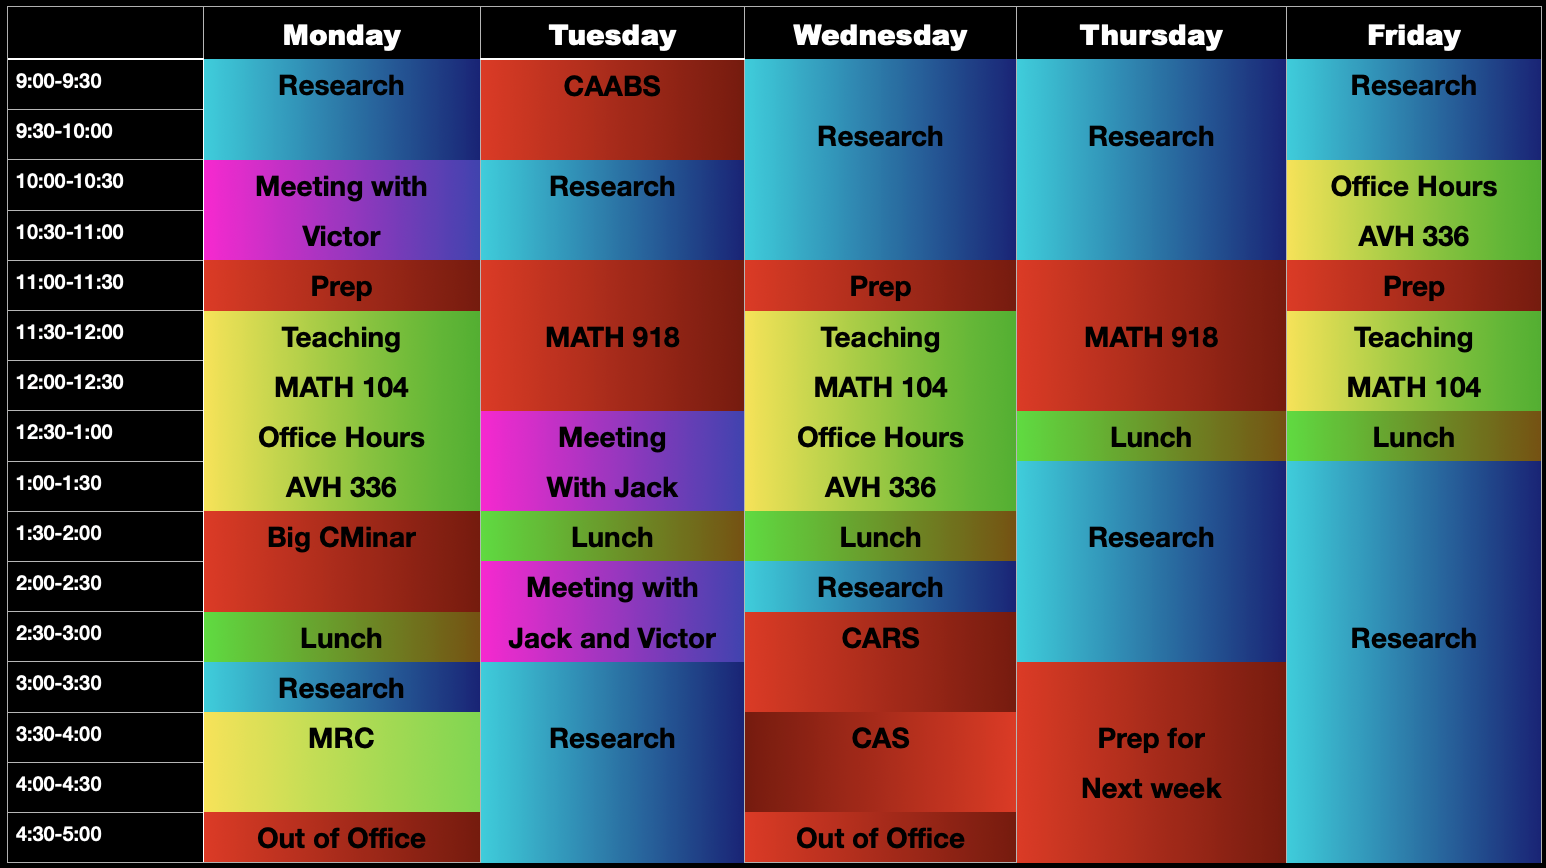 Monday Tuesday Wednesday Thursday Friday
9:00-9:30 Research CAABS Research
9:30-10:00 Research Research
10:00-10:30 Meeting with Research Office Hours
10:30-11:00 Victor AVH 336
11:00-11:30 Prep Prep Prep
11:30-12:00 Teaching MATH 918 Teaching MATH 918 Teaching
12:00-12:30 MATH 104 MATH 104 MATH 104
12:30-1:00 Office Hours Meeting Office Hours Lunch Lunch
1:00-1:30 AVH 336 With Jack AVH 336
1:30-2:00 Big CMinar Lunch Lunch Research
2:00-2:30 Meeting with Research
2:30-3:00 Lunch Jack and Victor CARS Research
3:00-3:30 Research
3:30-4:00 MRC Research CAS Prep for
4:00-4:30 Next week
4:30-5:00 Out of Office Out of Office